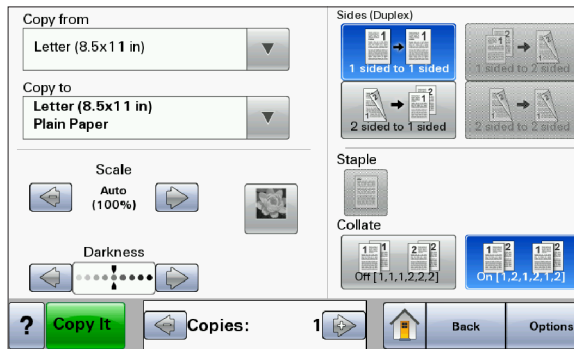 Copy from
Letter (8.5x11 in)
Copy to
Letter (8.5x11 in)
Plain Paper
Scale
Auto
(100%)
Darkness
Sides (Duplex)
1 sided to 1 sided
1 sided to 2 sided
2 sided to 1 sided
2 sided to 2 sided
Staple
Collate
Off [1,1,1,2,2,2]
On [1,2,1,2,1,2]
? Copy It
Copies: 1
Back
Options